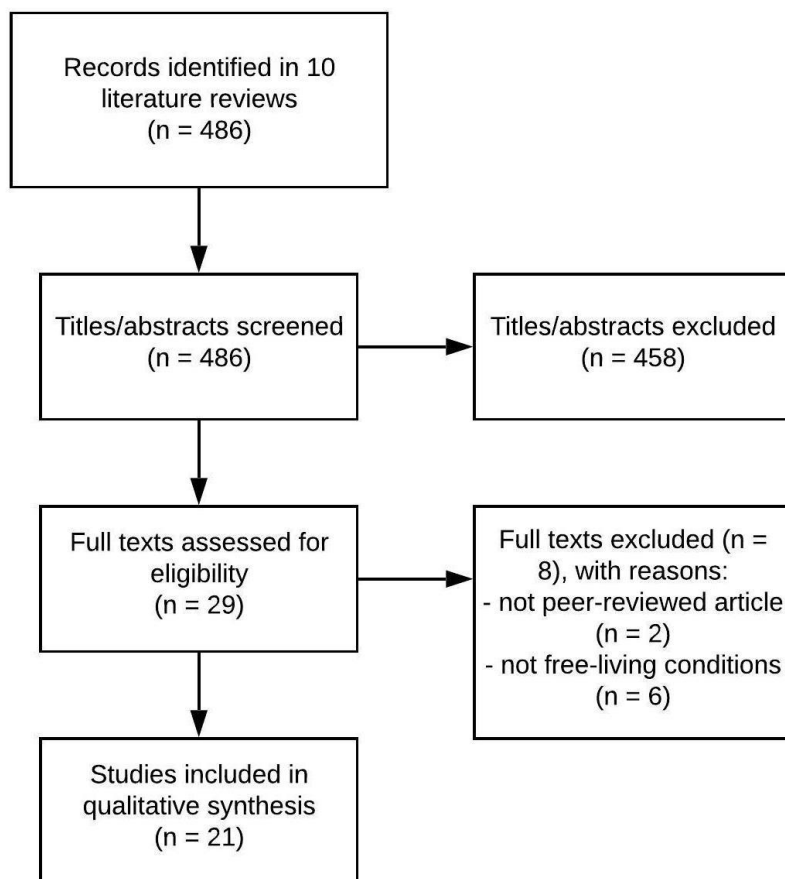 Records identified in 10
literature reviews
(n = 486)
Titles/abstracts screened
(n = 486)
Titles/abstracts excluded
(n = 458)
Full texts assessed for
eligibility
(n = 29)
Full texts excluded (n =
8), with reasons:
- not peer-reviewed article
(n = 2)
- not free-living conditions
(n = 6)
Studies included in
qualitative synthesis
(n = 21)